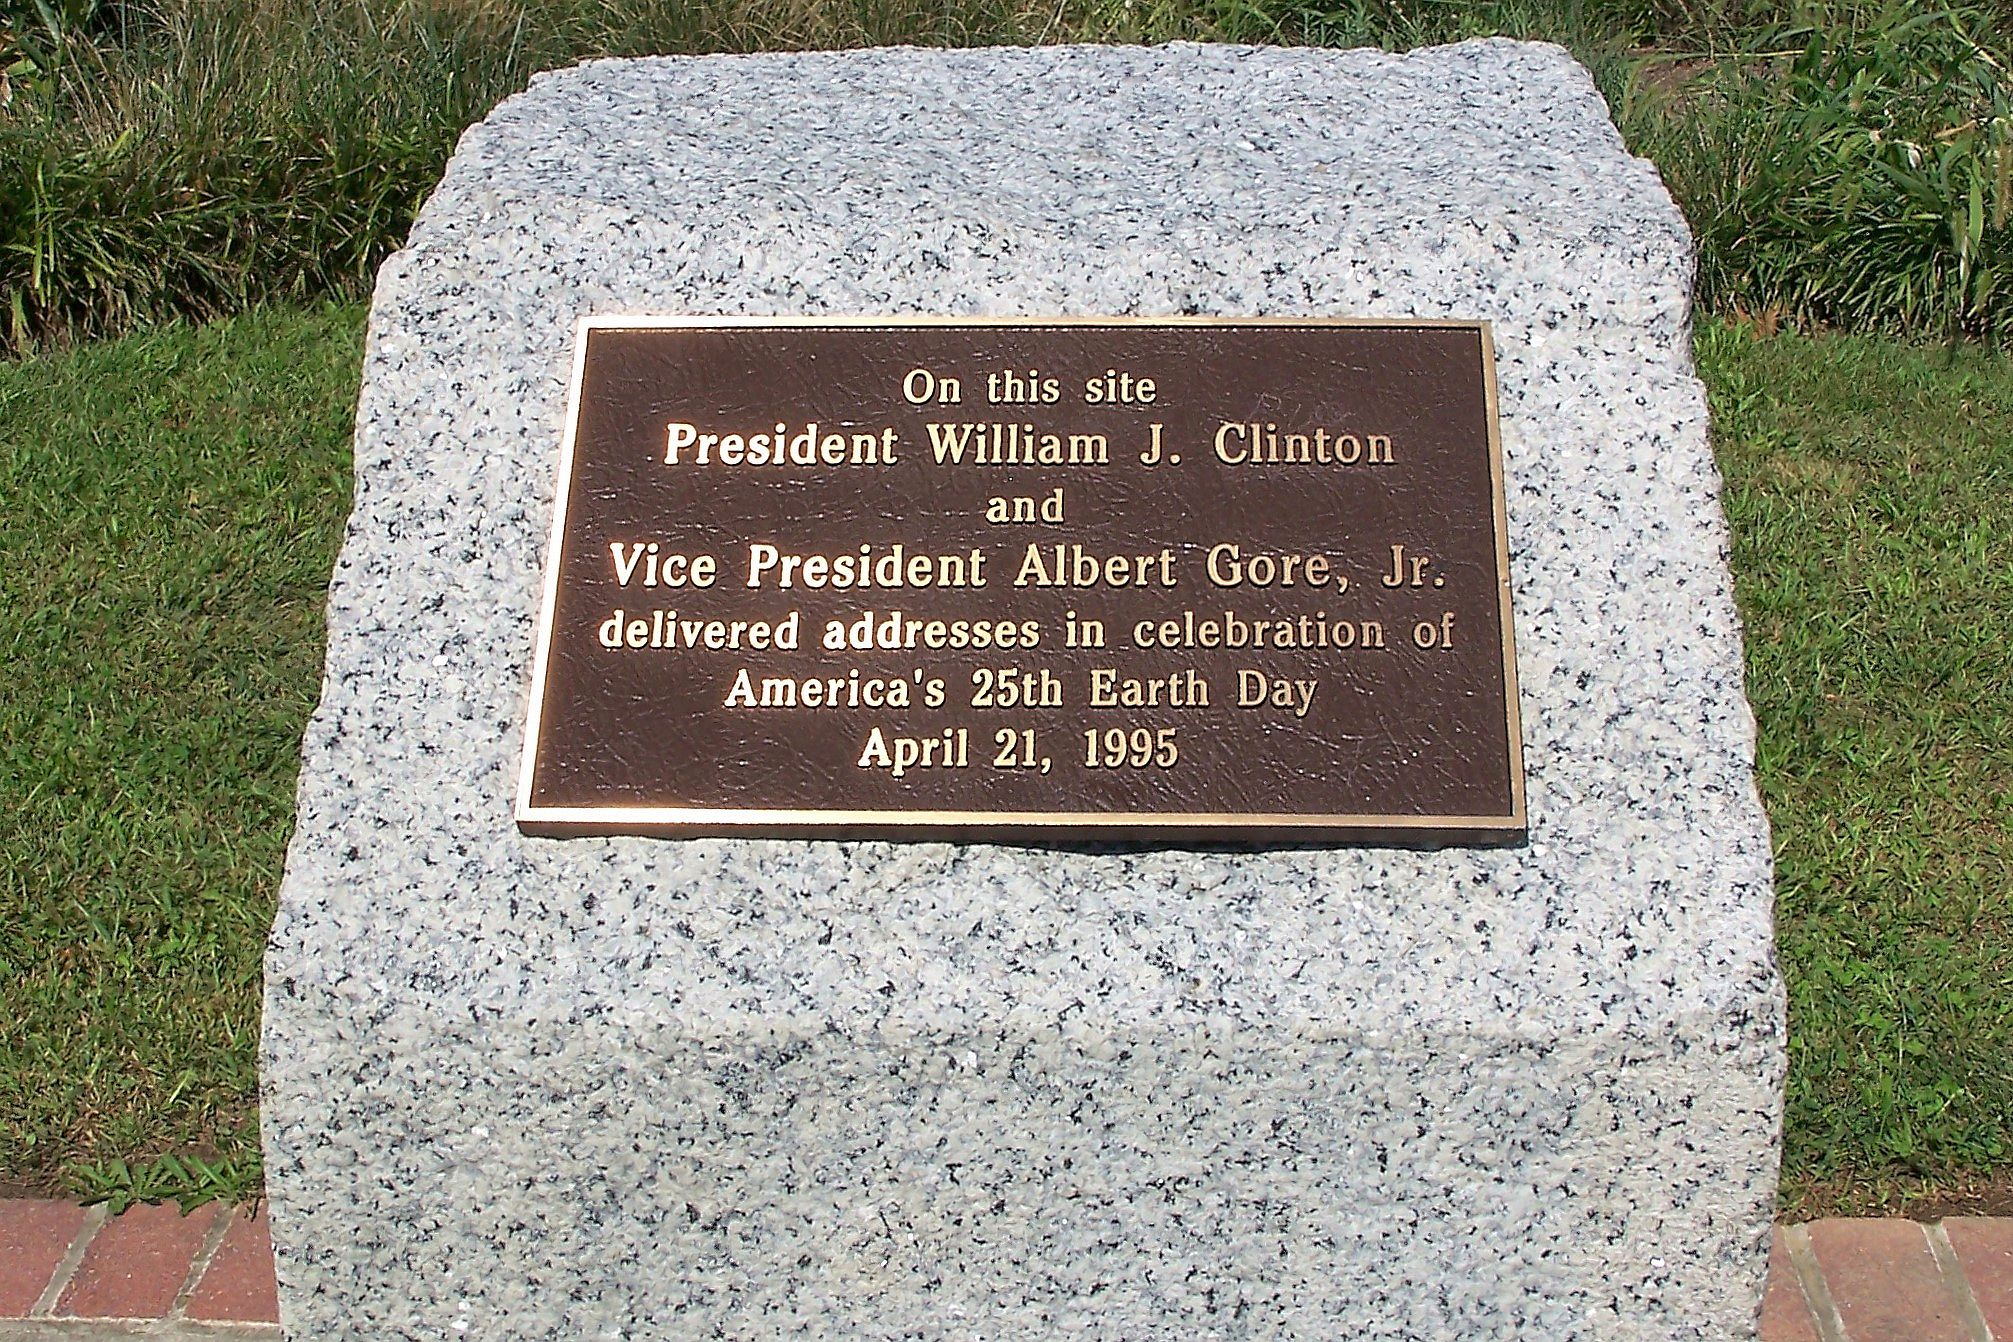 On this site
President William J. Clinton
and
Vice President Albert Gore, Jr.
delivered addresses in celebration of
America's 25th Earth Day
April 21, 1995